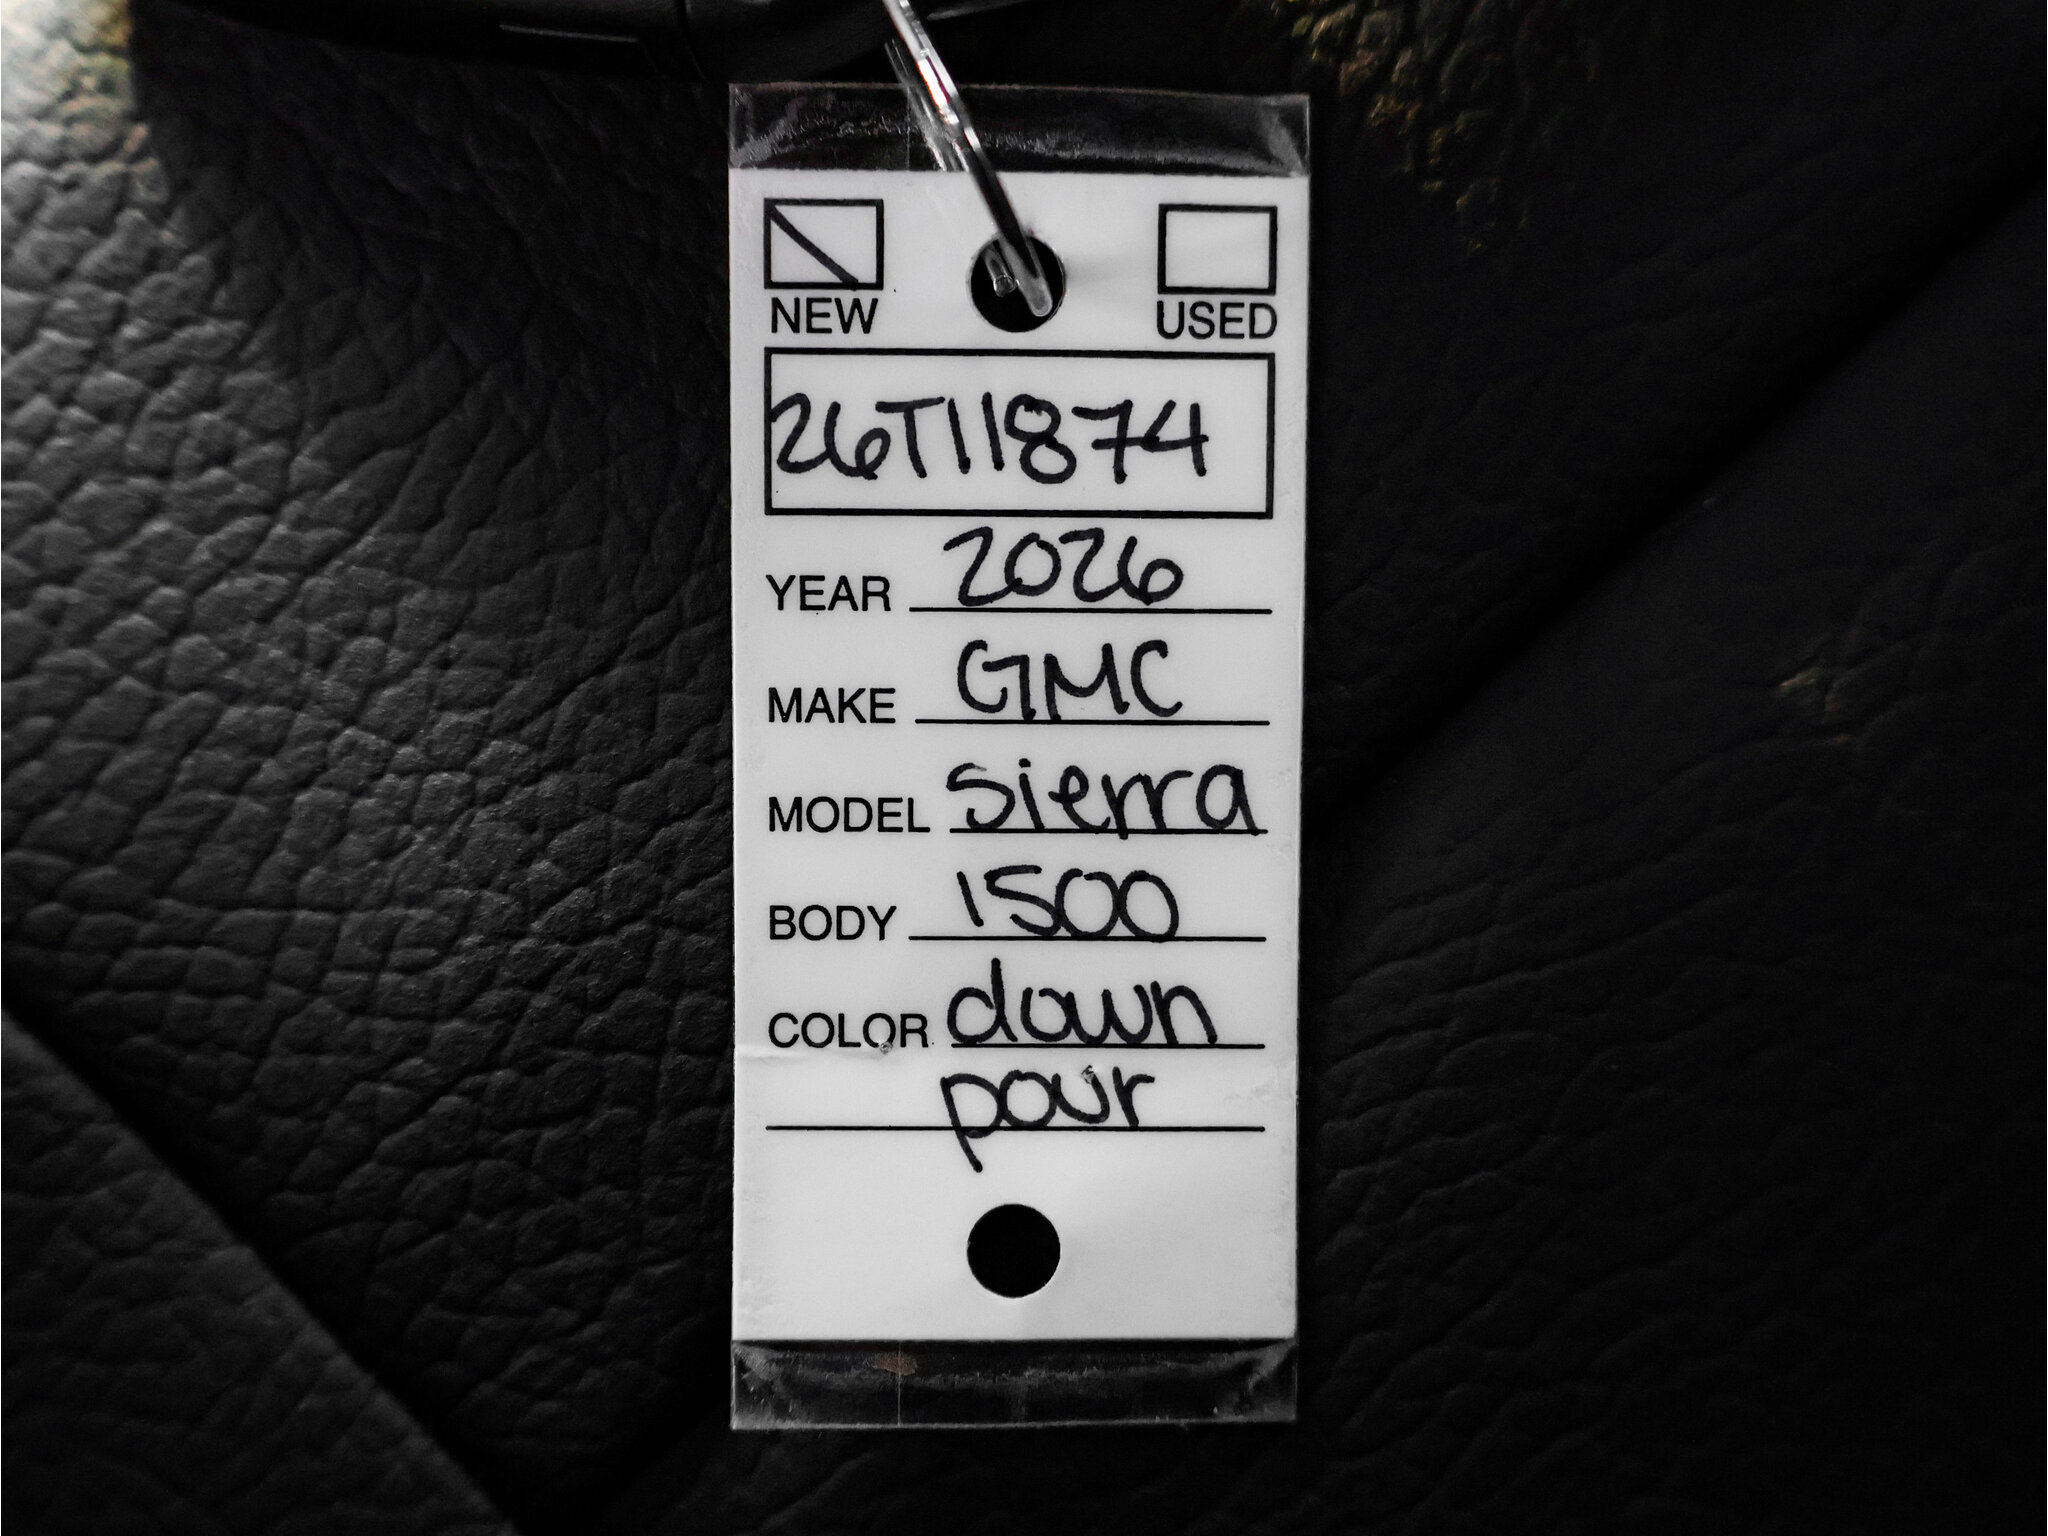 NEW USED
26T11874
YEAR 2026
MAKE GMC
MODEL sierra
BODY 1500
COLOR down
pour